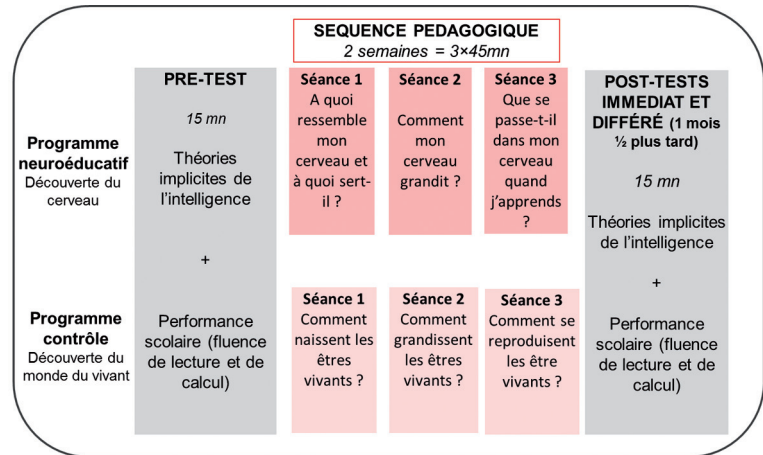 SEQUENCE PEDAGOGIQUE
2 semaines = 3×45mn
Programme
neuroéducatif
Découverte du
cerveau
Programme
contrôle
Découverte du
monde du vivant
PRE-TEST
15 mn
Théories
implicites de
l'intelligence
+
Performance
scolaire (fluence
de lecture et de
calcul)
Séance 1
A quoi
ressemble
mon
cerveau et
à quoi sert-
il ?
Séance 2
Comment
mon
cerveau
grandit ?
Séance 3
Que se
passe-t-il
dans mon
cerveau
quand
j'apprends
?
Séance 1
Comment
naissent les
êtres
vivants ?
Séance 2
Comment
grandissent
les êtres
vivants ?
Séance 3
Comment se
reproduisent
les être
vivants ?
POST-TESTS
IMMEDIAT ET
DIFFÉRÉ (1 mois
½ plus tard)
15 mn
Théories implicites
de l'intelligence
+
Performance
scolaire (fluence
de lecture et de
calcul)